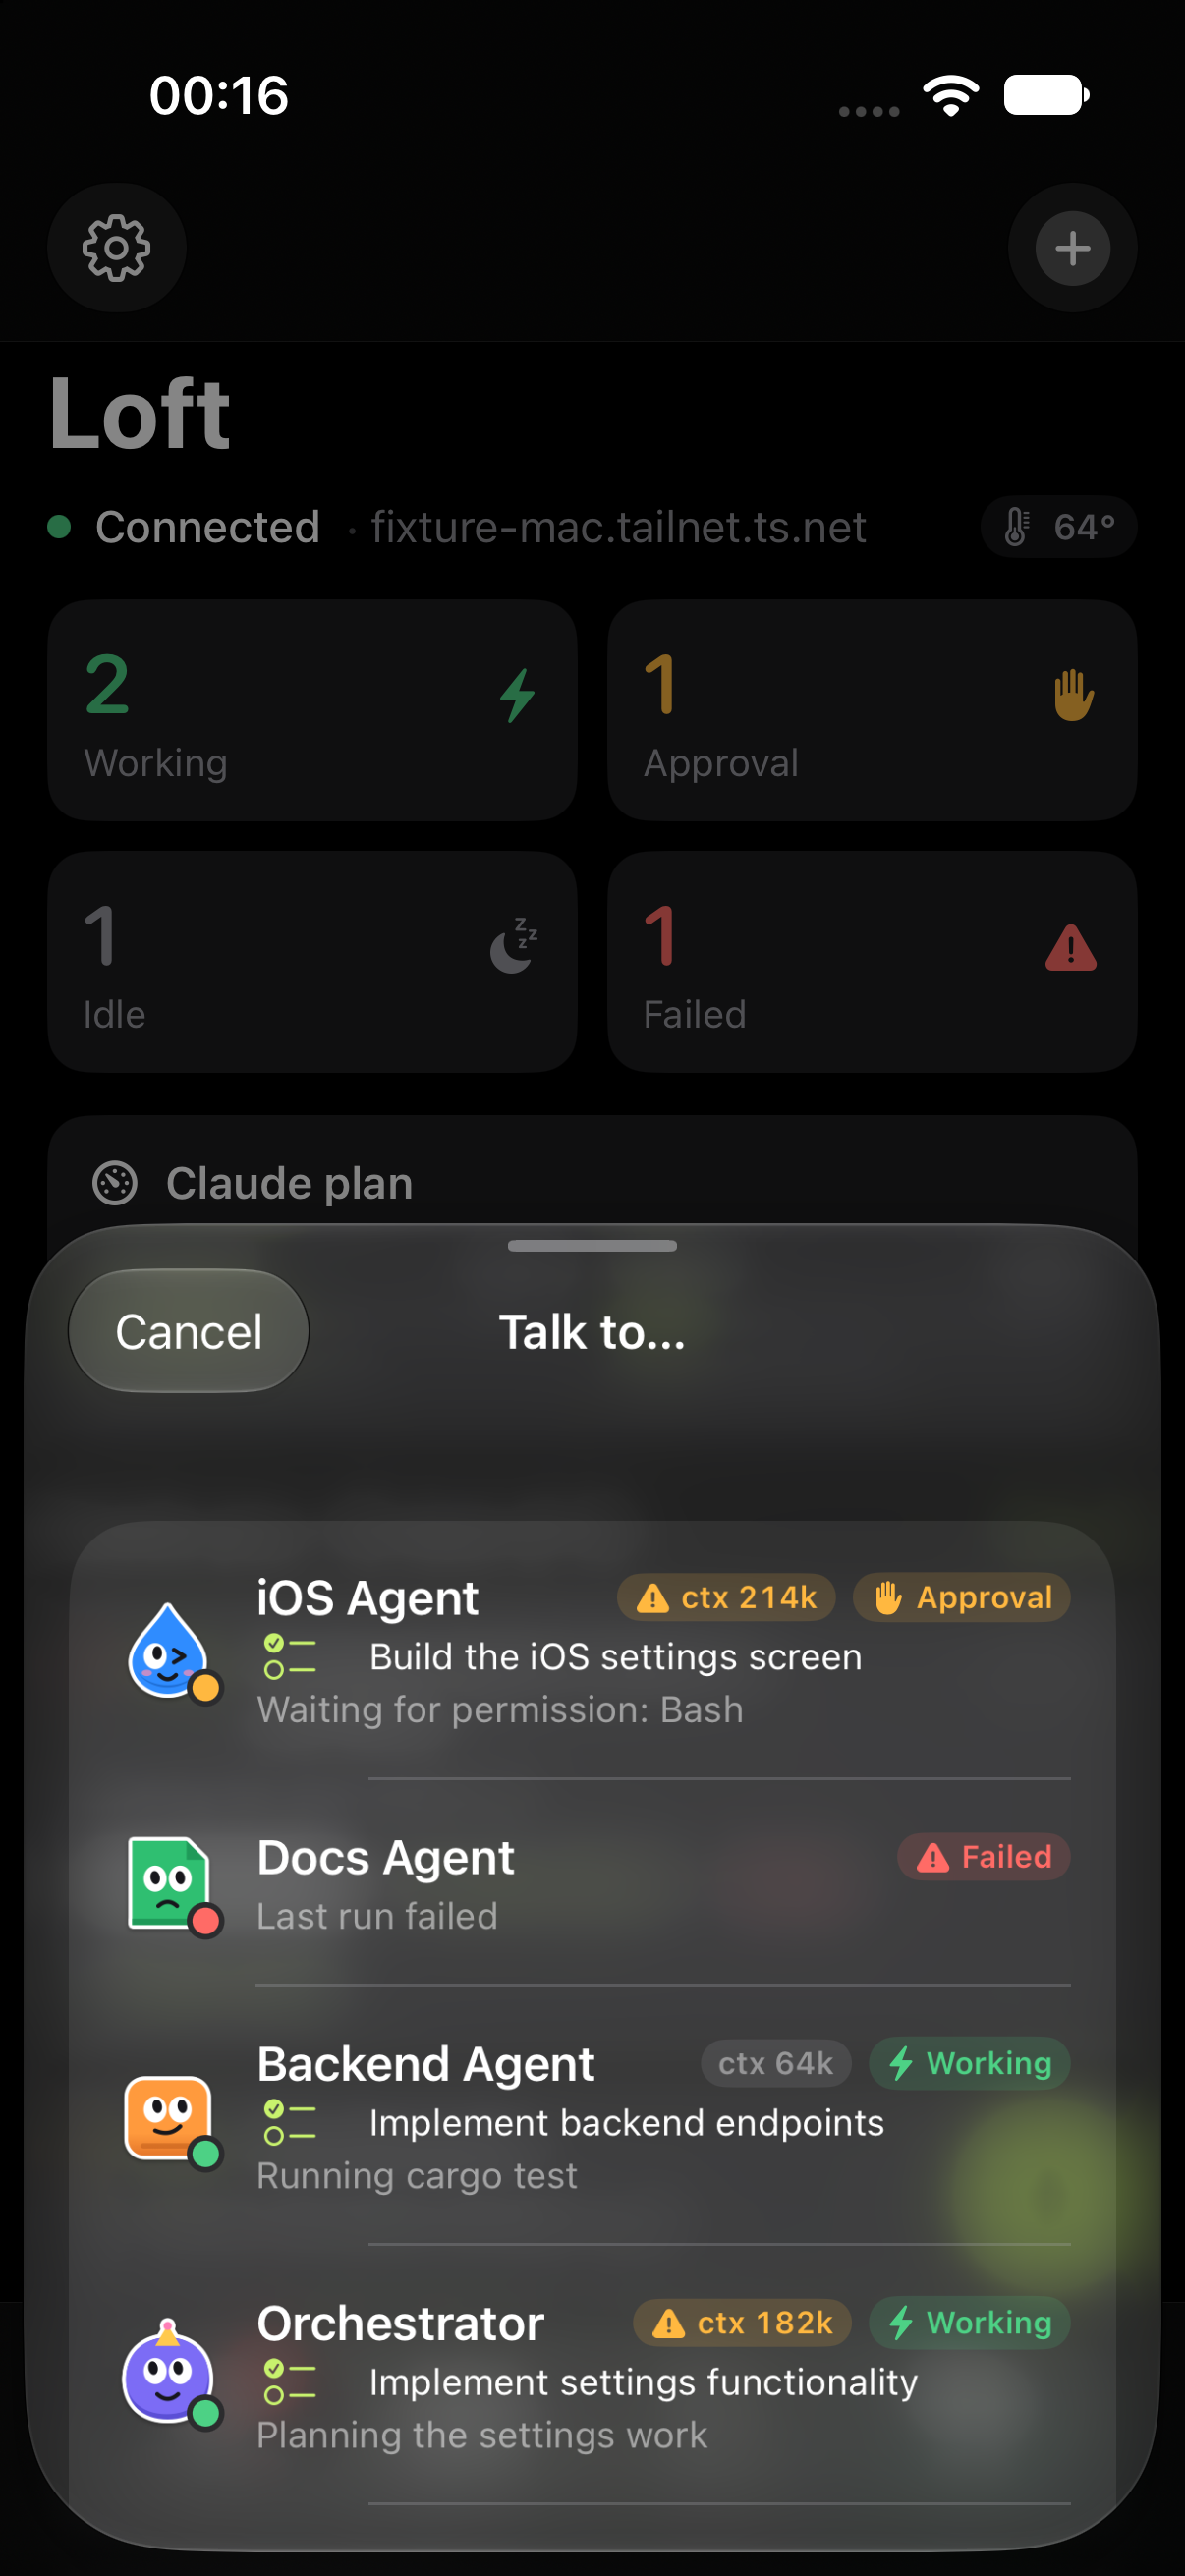 00:16
Loft
Connected · fixture-mac.tailnet.ts.net 64°
2
Working
1
Approval
1
Idle
1
Failed
Claude plan
Cancel
Talk to...
iOS Agent ctx 214k Approval
Build the iOS settings screen
Waiting for permission: Bash
Docs Agent Failed
Last run failed
Backend Agent ctx 64k Working
Implement backend endpoints
Running cargo test
Orchestrator ctx 182k Working
Implement settings functionality
Planning the settings work